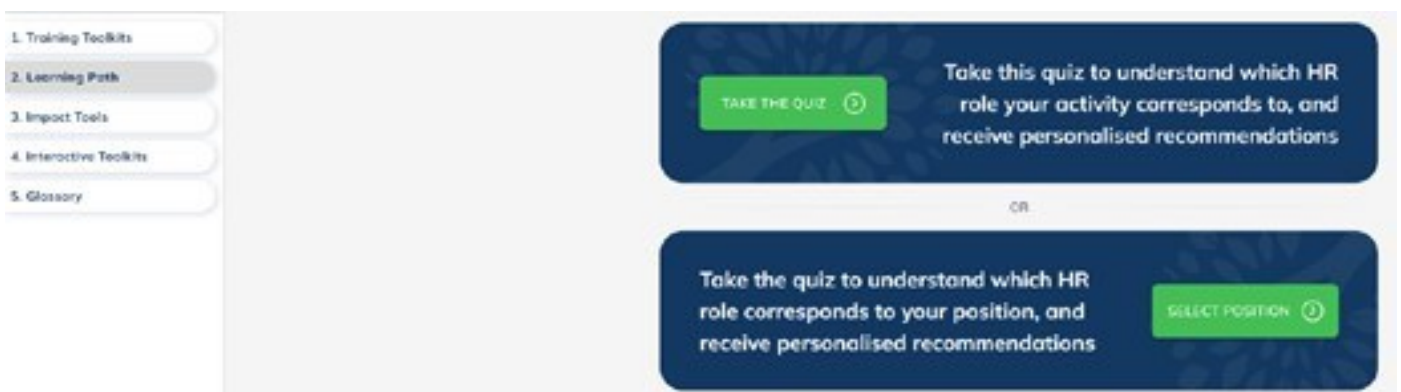 1. Training Toolkits
2. Learning Path
3. Impact Tools
4. Interactive Toolkits
5. Glossary
TAKE THE QUIZ
Take this quiz to understand which HR
role your activity corresponds to, and
receive personalised recommendations
OR
Take the quiz to understand which HR
role corresponds to your position, and
receive personalised recommendations
SELECT POSITION